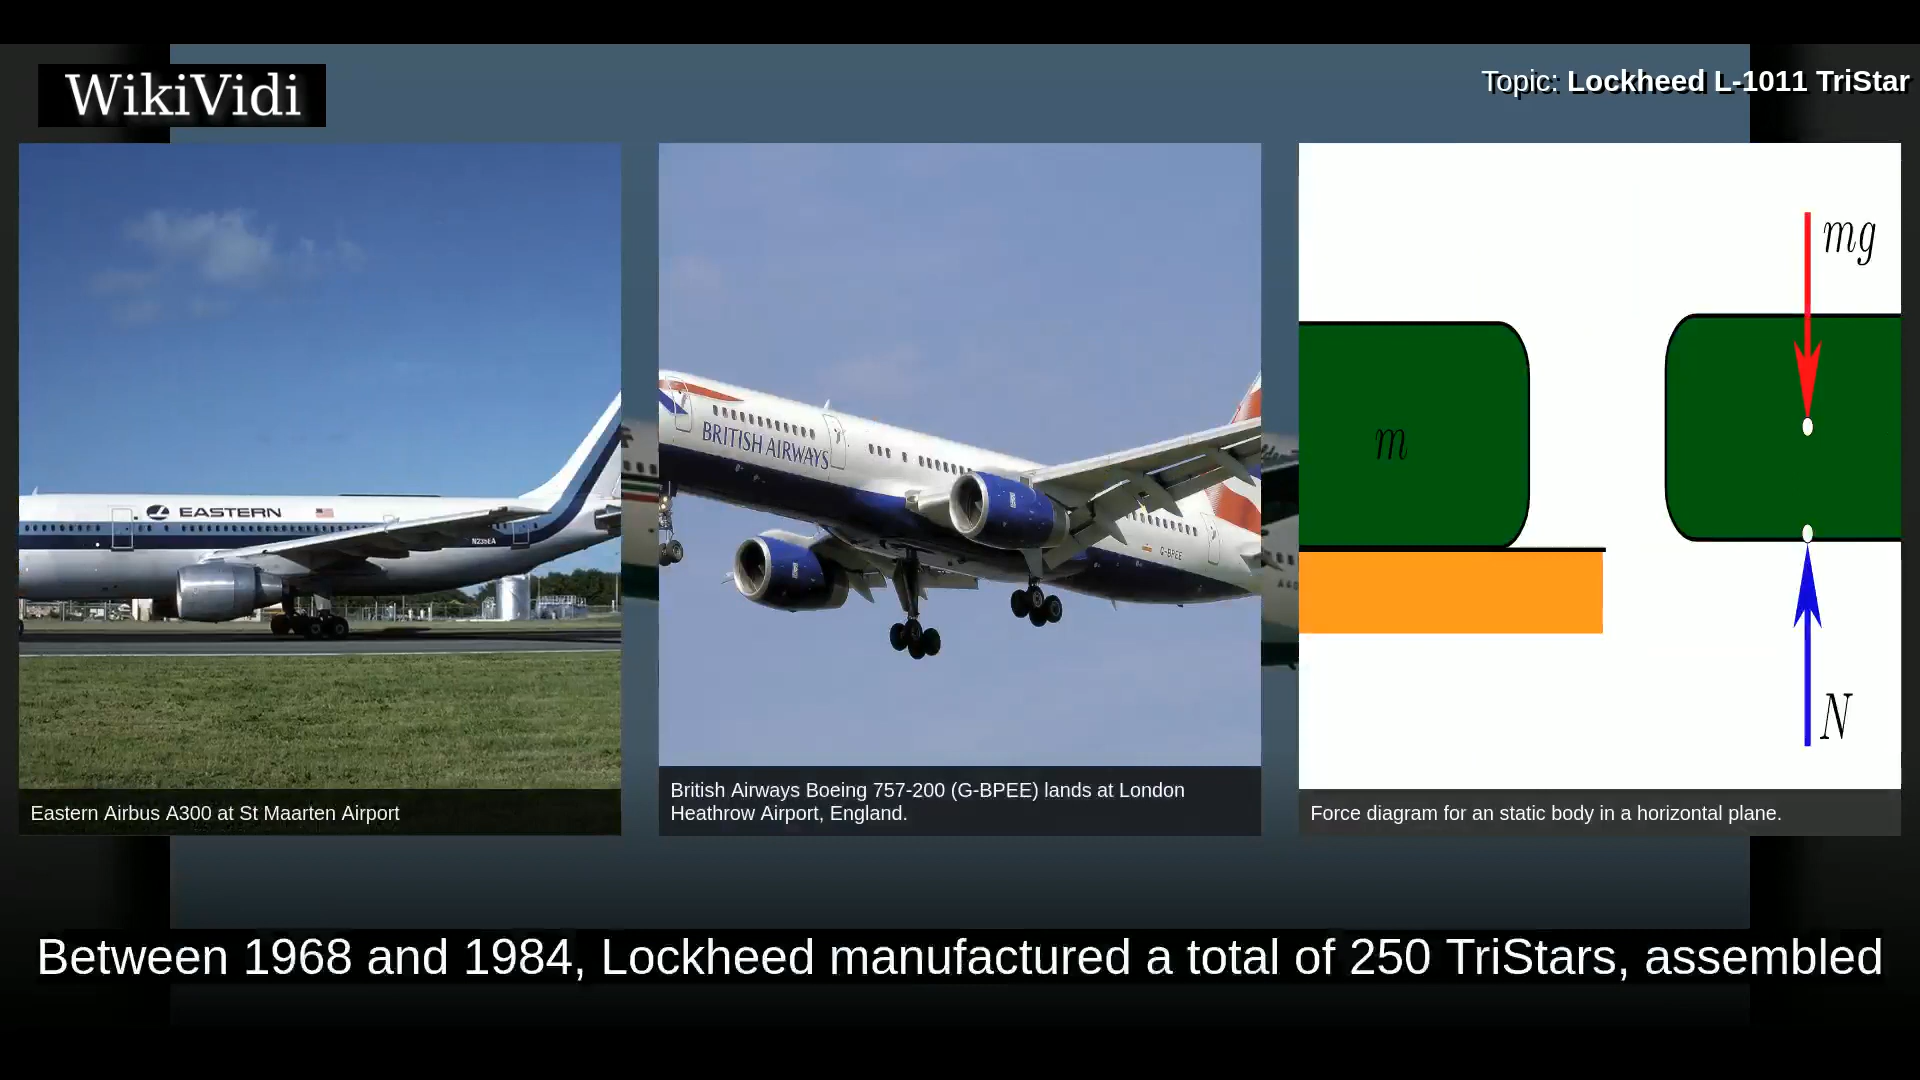 WikiVidi
Topic: Lockheed L-1011 TriStar
EASTERN
N235EA
BRITISH AIRWAYS
G-BPEE
m
mg
N
Eastern Airbus A300 at St Maarten Airport
British Airways Boeing 757-200 (G-BPEE) lands at London
Heathrow Airport, England.
Force diagram for an static body in a horizontal plane.
Between 1968 and 1984, Lockheed manufactured a total of 250 TriStars, assembled